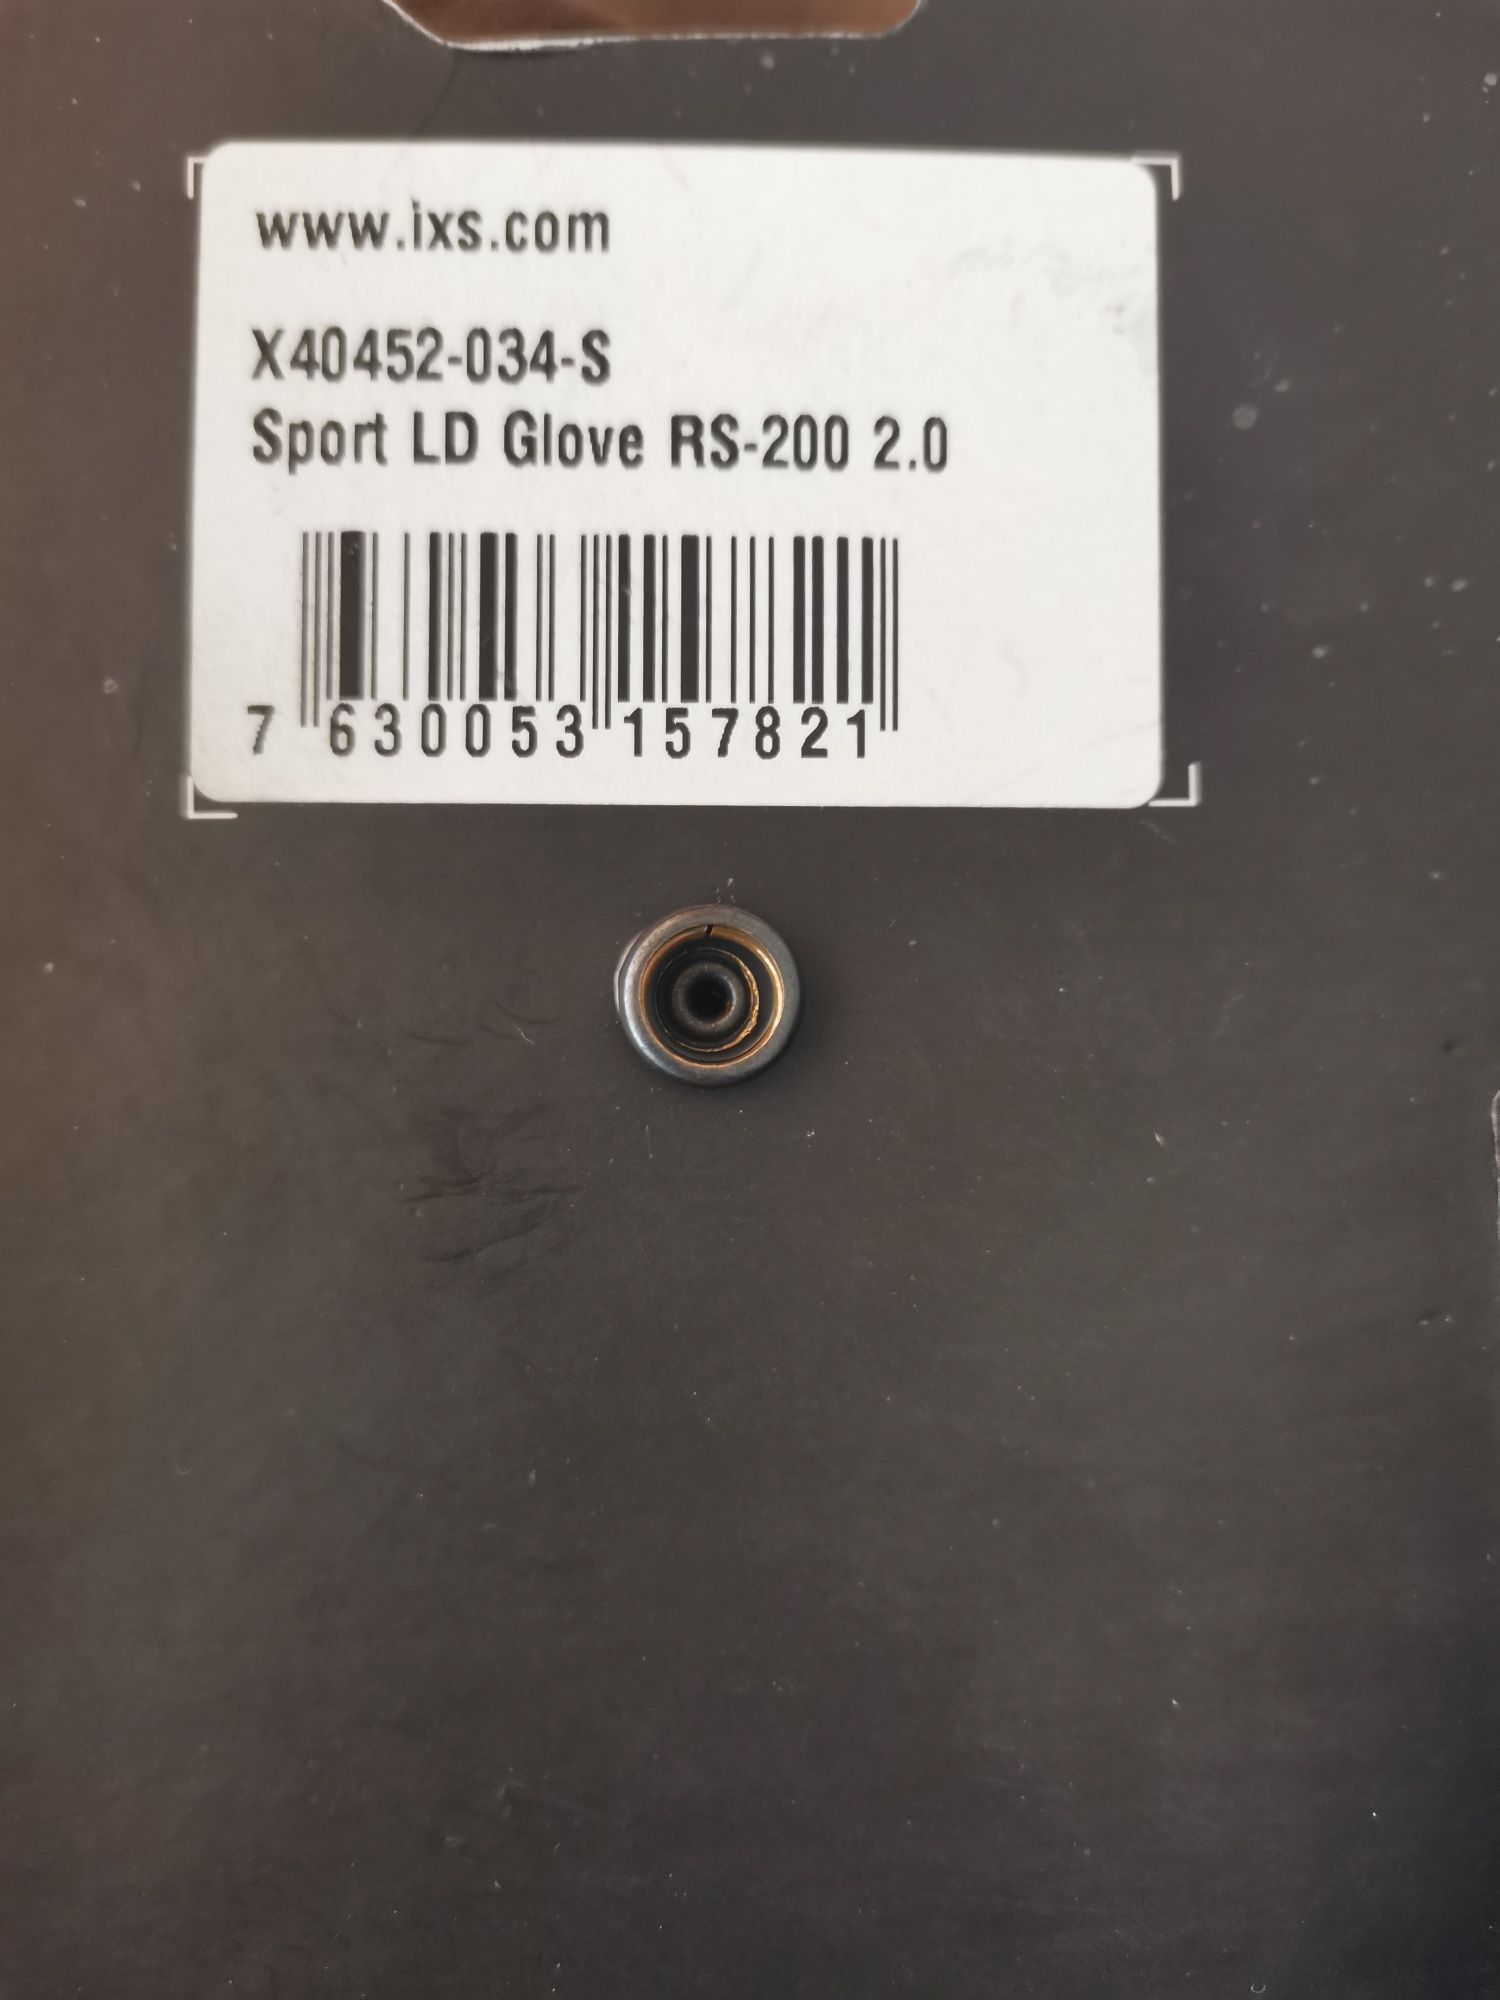 www.ixs.com
X40452-034-S
Sport LD Glove RS-200 2.0
7 630053 157821